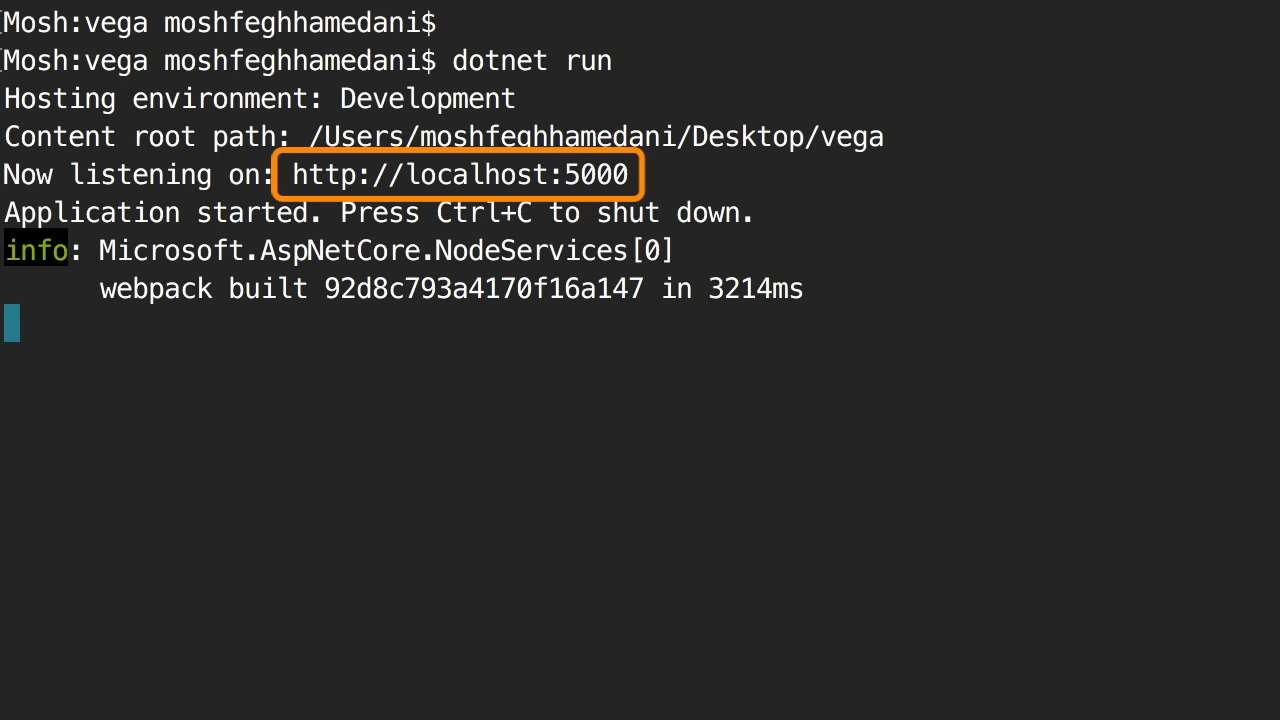 Mosh:vega moshfeghhamedani$
Mosh:vega moshfeghhamedani$ dotnet run
Hosting environment: Development
Content root path: /Users/moshfeghhamedani/Desktop/vega
Now listening on: http://localhost:5000
Application started. Press Ctrl+C to shut down.
info: Microsoft.AspNetCore.NodeServices[0]
webpack built 92d8c793a4170f16a147 in 3214ms